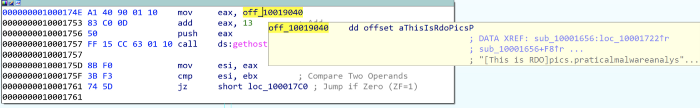 000000001000174E A1 40 90 01 10 mov eax, off_10019040
0000000010001753 83 C0 0D add eax, 13
0000000010001756 50 push eax
0000000010001757 FF 15 CC 63 01 10 call ds:gethost
0000000010001757
000000001000175D 8B F0 mov esi, eax
000000001000175F 3B F3 cmp esi, ebx ; Compare Two Operands
0000000010001761 74 5D jz short loc_100017C0 ; Jump if Zero (ZF=1)
0000000010001761
off_10019040 dd offset aThisIsRdoPicsP
; DATA XREF: sub_10001656:loc_10001722↑r
; sub_10001656+F8↑r ...
; "[This is RDO]pics.praticalmalwareanalys"...